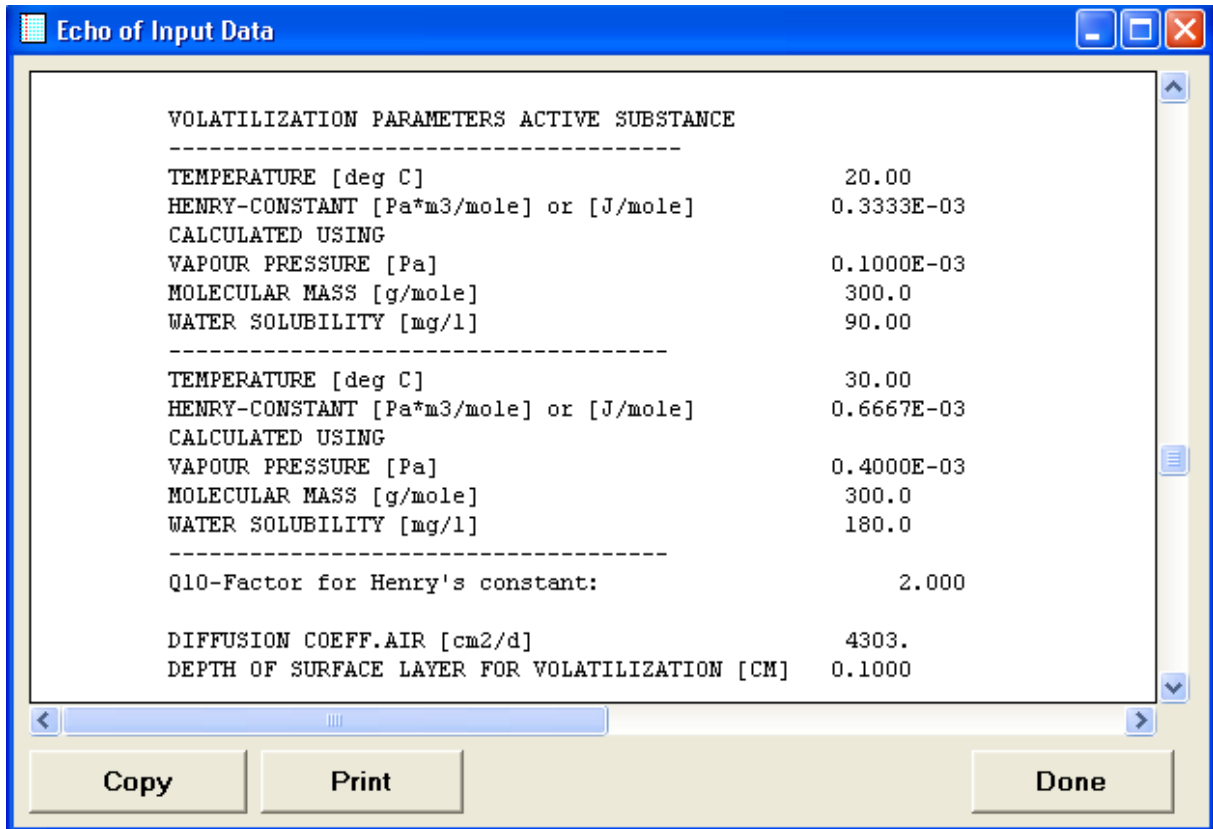 Echo of Input Data
VOLATILIZATION PARAMETERS ACTIVE SUBSTANCE
--------------------------------------
TEMPERATURE [deg C] 20.00
HENRY-CONSTANT [Pa*m3/mole] or [J/mole] 0.3333E-03
CALCULATED USING
VAPOUR PRESSURE [Pa] 0.1000E-03
MOLECULAR MASS [g/mole] 300.0
WATER SOLUBILITY [mg/l] 90.00
-------------------------------------
TEMPERATURE [deg C] 30.00
HENRY-CONSTANT [Pa*m3/mole] or [J/mole] 0.6667E-03
CALCULATED USING
VAPOUR PRESSURE [Pa] 0.4000E-03
MOLECULAR MASS [g/mole] 300.0
WATER SOLUBILITY [mg/l] 180.0
-------------------------------------
Q10-Factor for Henry's constant: 2.000
DIFFUSION COEFF.AIR [cm2/d] 4303.
DEPTH OF SURFACE LAYER FOR VOLATILIZATION [CM] 0.1000
Copy Print Done